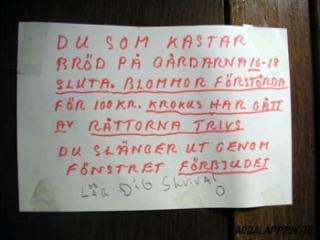 DU SOM KASTAR
BRÖD PÅ GÅRDARNA 16-18
SLUTA. BLOMMOR FÖRSTÖRDA
FÖR 100 KR. KROKUS HAR GÅTT
AV RÅTTORNA TRIVS
DU SLÄNGER UT GENOM
FÖNSTRET FÖRBJUDET
LÄR DIG SKRIVA!
ARGALAPPEN.SE